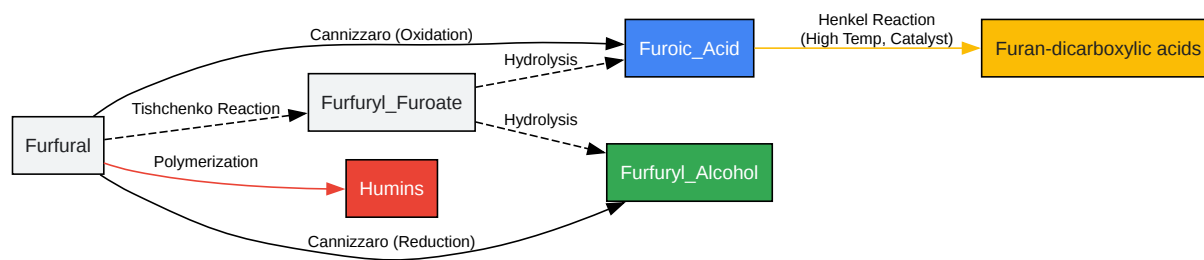 Henkel Reaction
(High Temp, Catalyst)
Cannizzaro (Oxidation)
Furoic_Acid
Furan-dicarboxylic acids
Hydrolysis
Tishchenko Reaction
Furfuryl_Furoate
Hydrolysis
Furfural
Polymerization
Humins
Furfuryl_Alcohol
Cannizzaro (Reduction)